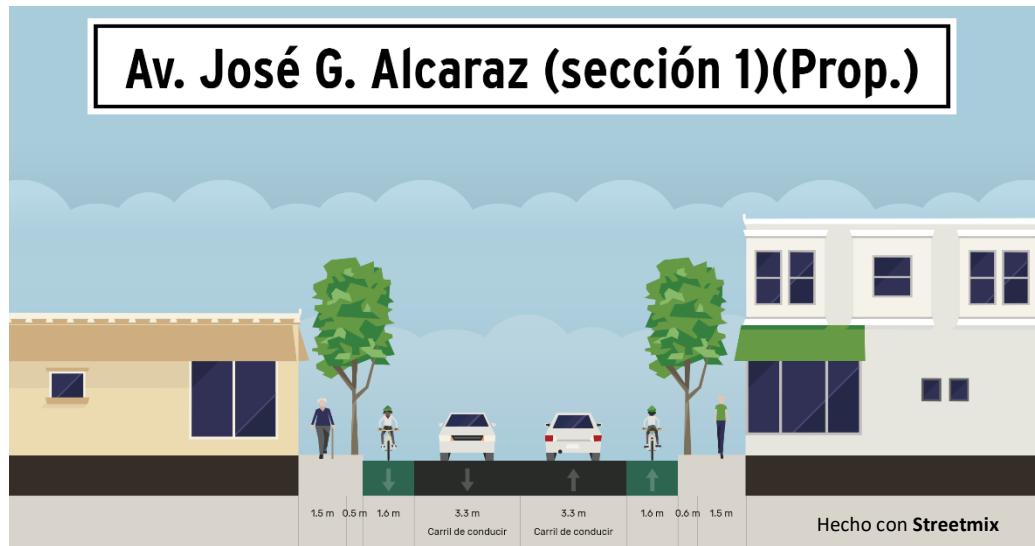 Av. José G. Alcaraz (sección 1)(Prop.)
1.5 m 0.5 m 1.6 m 3.3 m 3.3 m 1.6 m 0.6 m 1.5 m
Carril de conducir Carril de conducir
Hecho con Streetmix